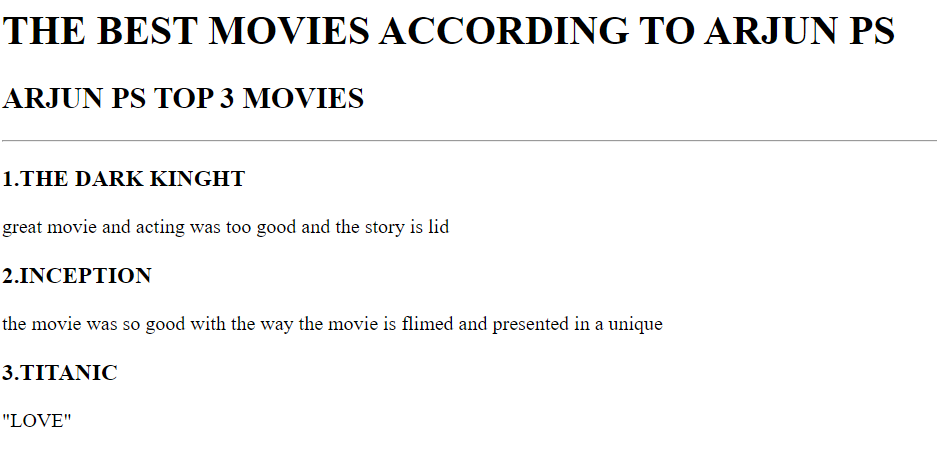 THE BEST MOVIES ACCORDING TO ARJUN PS
ARJUN PS TOP 3 MOVIES
1.THE DARK KINGHT
great movie and acting was too good and the story is lid
2.INCEPTION
the movie was so good with the way the movie is flimed and presented in a unique
3.TITANIC
"LOVE"